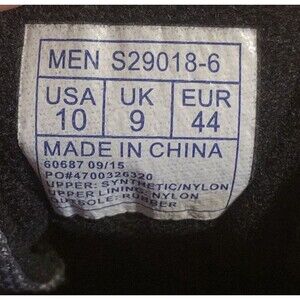 MEN S29018-6
USA UK EUR
10 9 44
MADE IN CHINA
60687 09/15
PO#4700326320
UPPER: SYNTHETIC/NYLON
UPPER LINING: NYLON
OUTSOLE: RUBBER